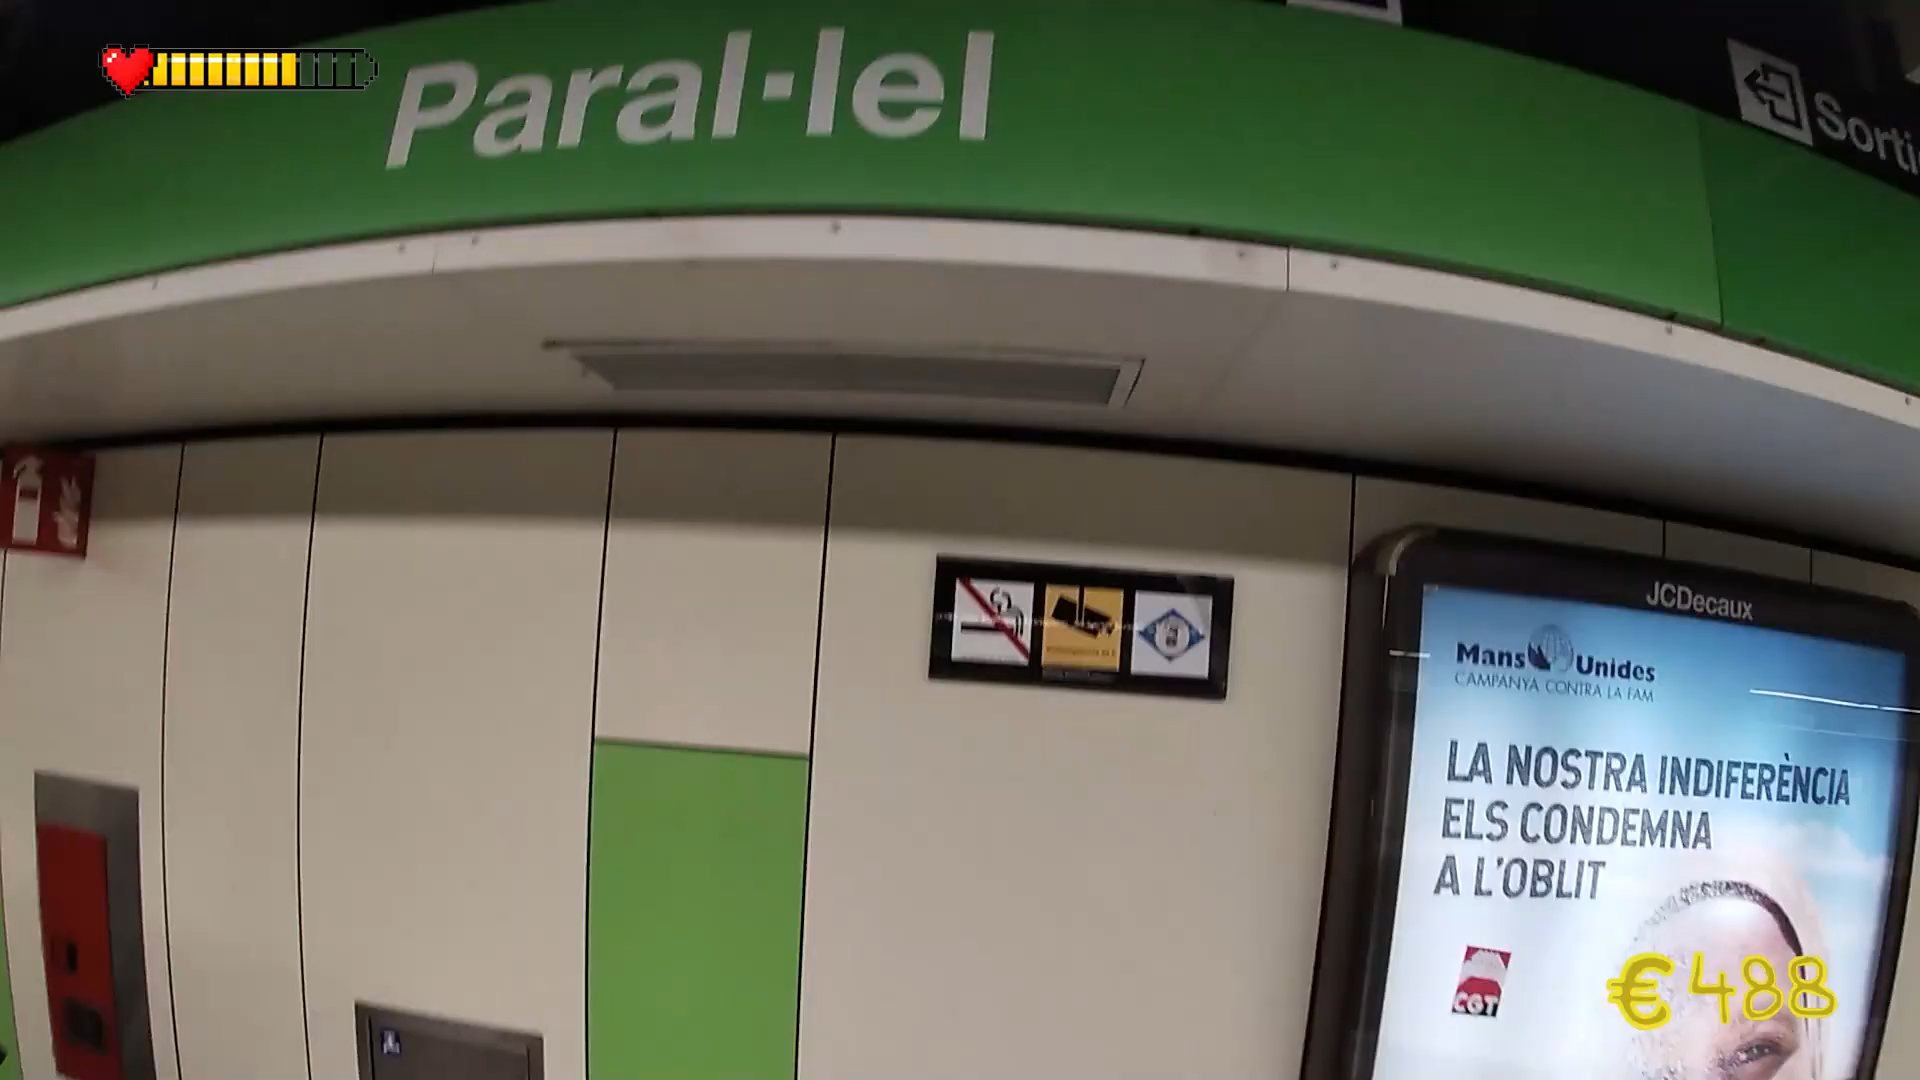 Paral·lel
Sorti
JCDecaux
Mans Unides
CAMPANYA CONTRA LA FAM
LA NOSTRA INDIFERÈNCIA
ELS CONDEMNA
A L'OBLIT
CGT
€488